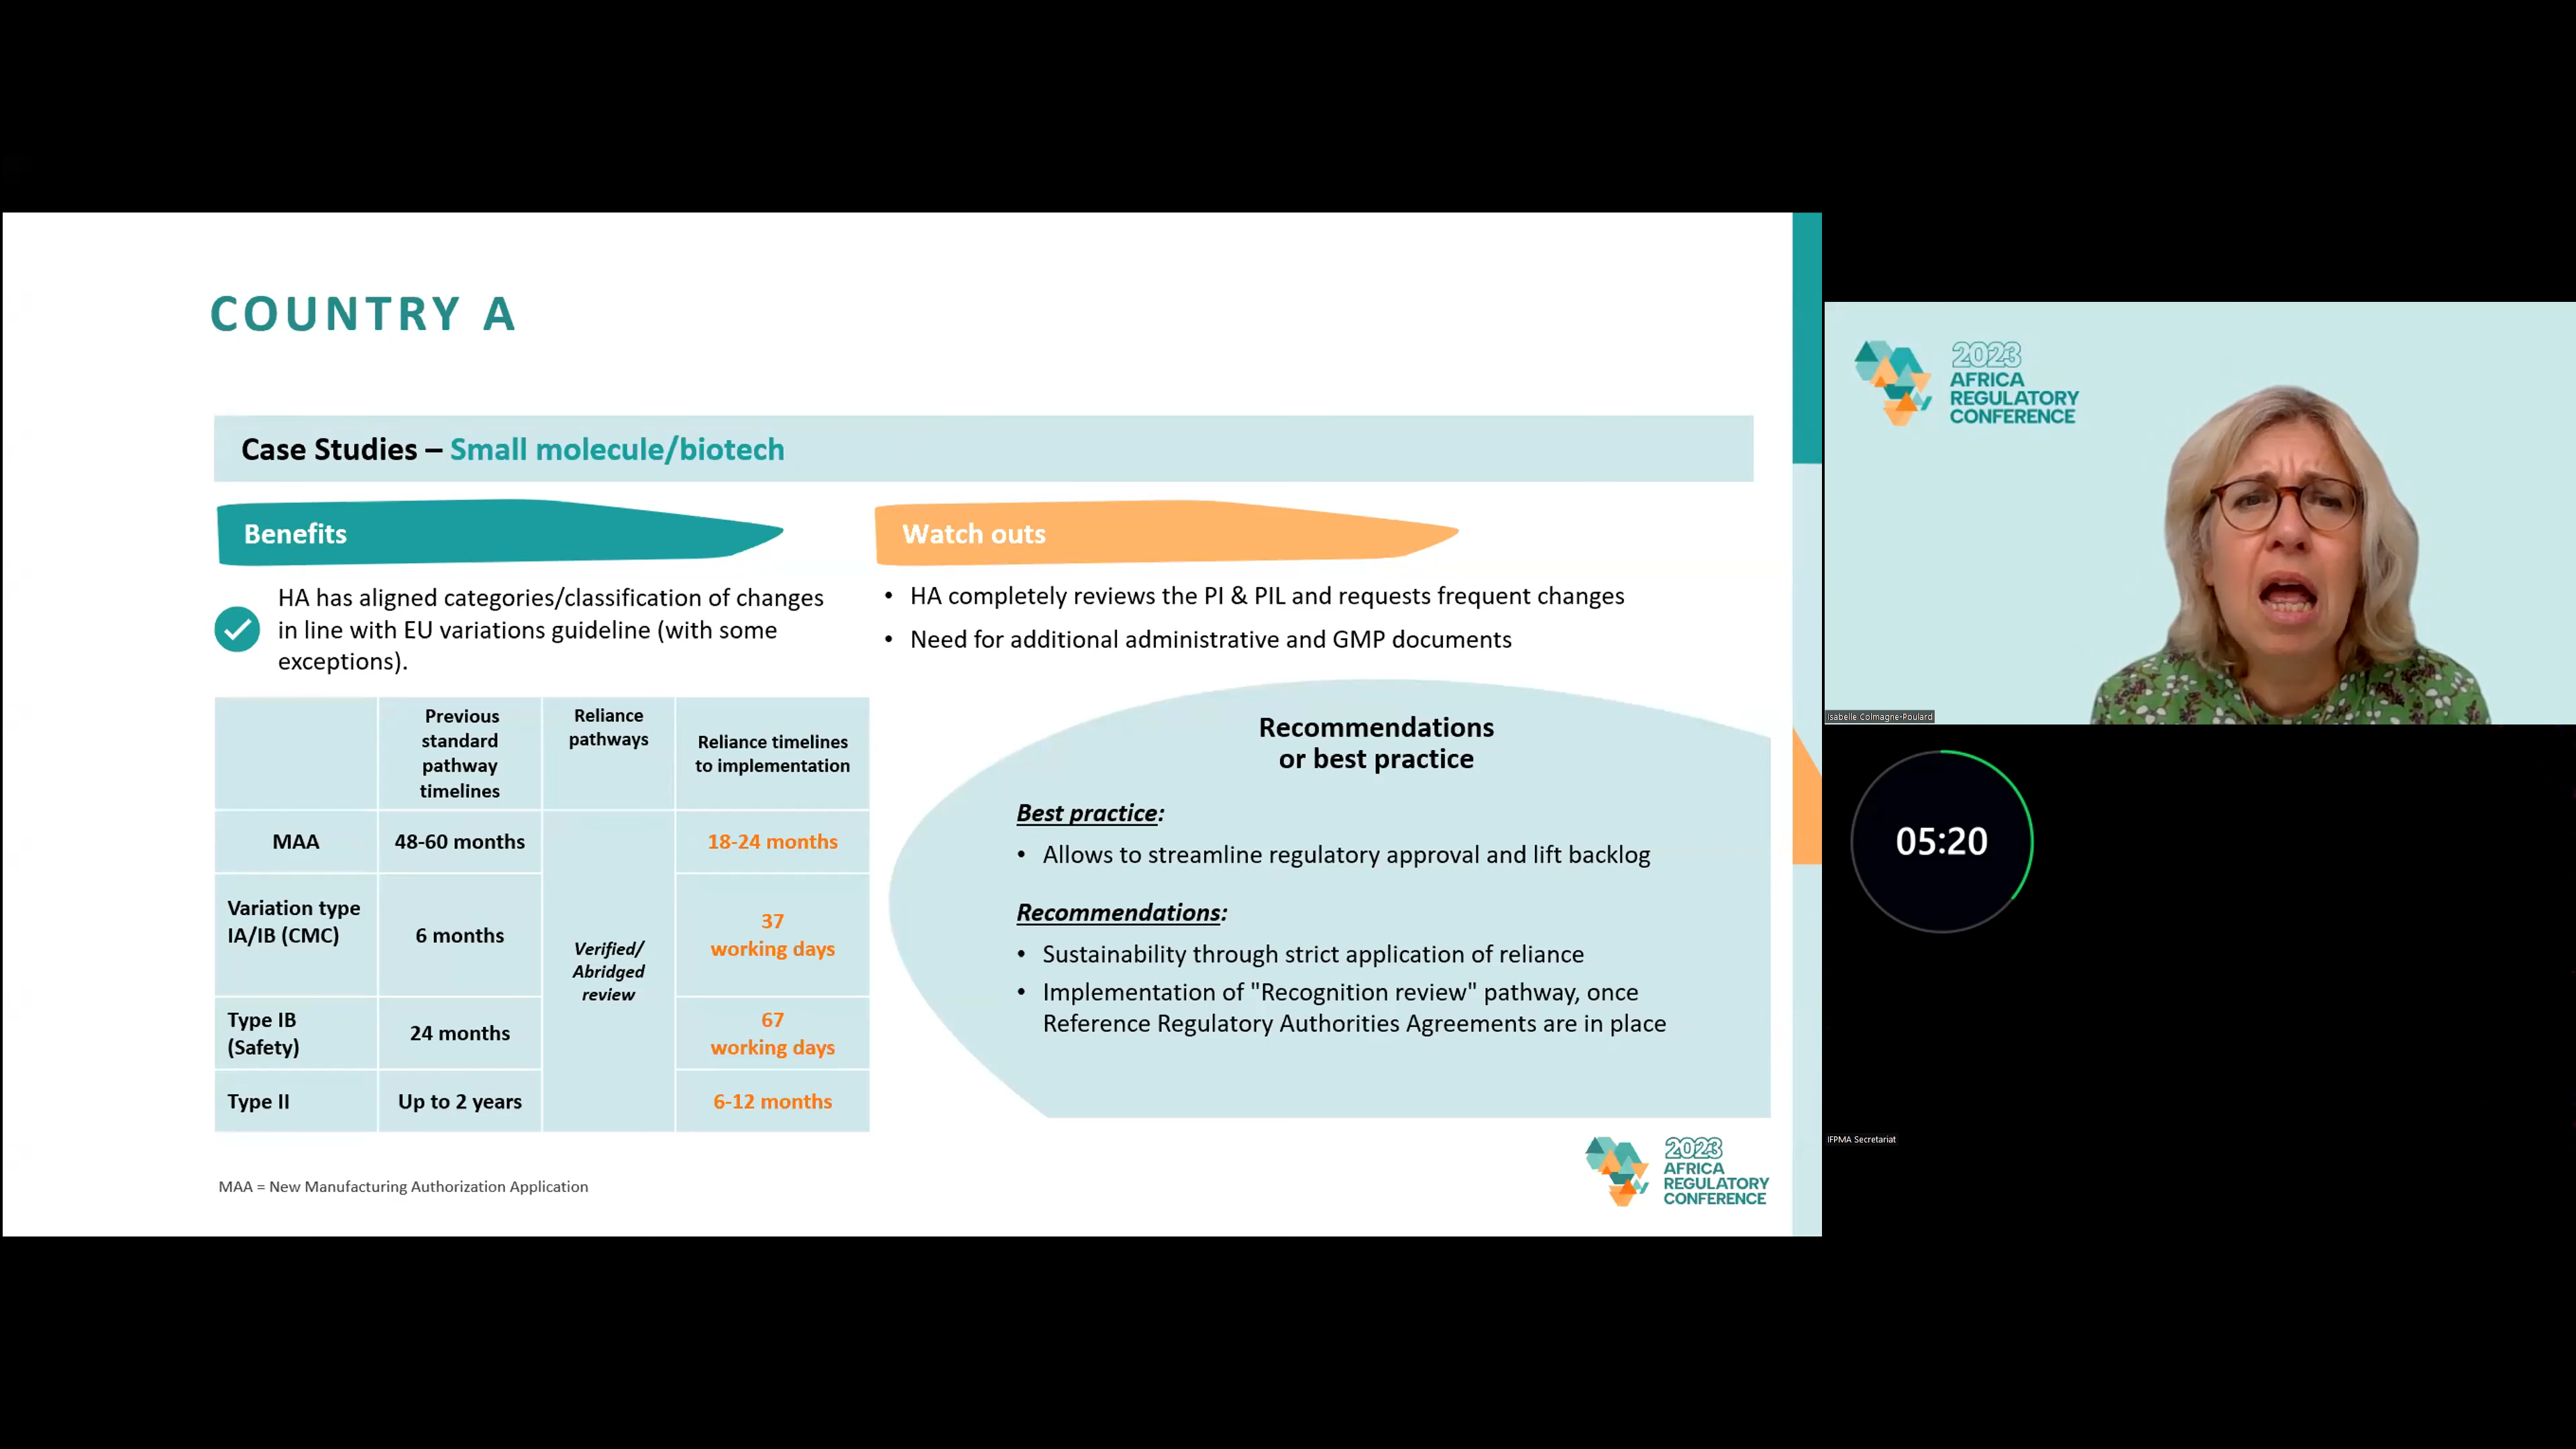 COUNTRY A
Case Studies – Small molecule/biotech
Benefits
HA has aligned categories/classification of changes
in line with EU variations guideline (with some
exceptions).
Watch outs
• HA completely reviews the PI & PIL and requests frequent changes
• Need for additional administrative and GMP documents
Previous
standard
pathway
timelines
Reliance
pathways
Reliance timelines
to implementation
MAA
48-60 months
18-24 months
Variation type
IA/IB (CMC)
6 months
37
working days
Verified/
Abridged
review
Type IB
(Safety)
24 months
67
working days
Type II
Up to 2 years
6-12 months
Recommendations
or best practice
Best practice:
• Allows to streamline regulatory approval and lift backlog
Recommendations:
• Sustainability through strict application of reliance
• Implementation of "Recognition review" pathway, once
Reference Regulatory Authorities Agreements are in place
MAA = New Manufacturing Authorization Application
2023
AFRICA
REGULATORY
CONFERENCE
2023
AFRICA
REGULATORY
CONFERENCE
Isabelle Colmagne-Poulard
05:20
IFPMA Secretariat